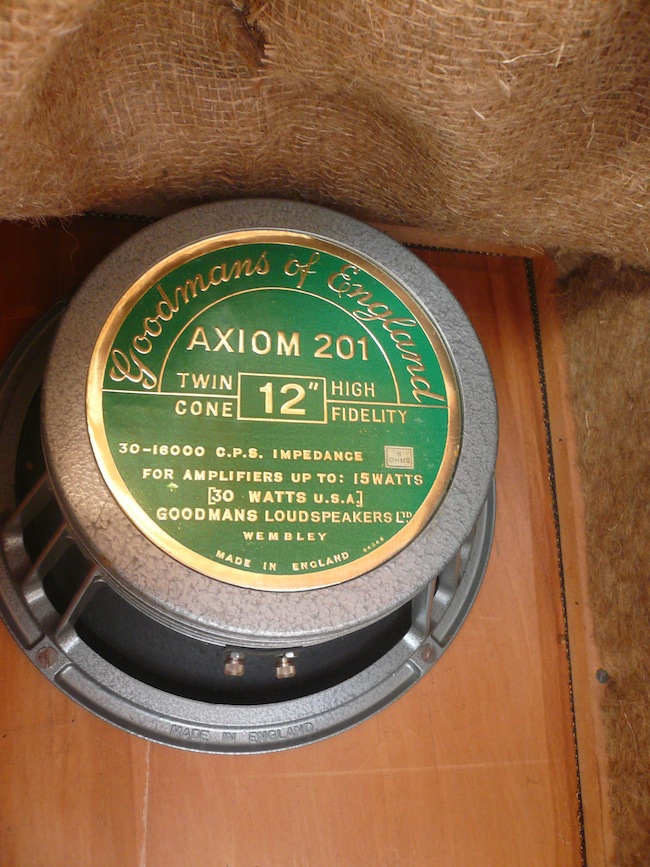 Goodmans of England
AXIOM 201
TWIN CONE
12"
HIGH FIDELITY
30-16000 C.P.S. IMPEDANCE
OHMS
FOR AMPLIFIERS UP TO: 15 WATTS
[30 WATTS U.S.A.]
GOODMANS LOUDSPEAKERS LTD
WEMBLEY
MADE IN ENGLAND
MADE IN ENGLAND